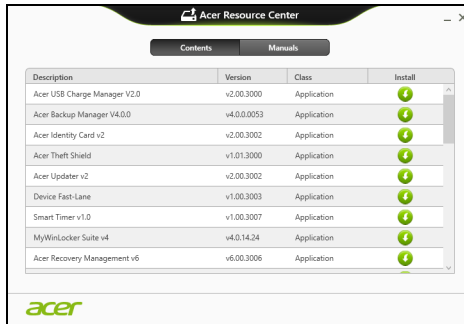 Acer Resource Center
Contents Manuals
Description Version Class Install
Acer USB Charge Manager V2.0 v2.00.3000 Application
Acer Backup Manager V4.0.0 v4.0.0.0053 Application
Acer Identity Card v2 v2.00.3002 Application
Acer Theft Shield v1.01.3000 Application
Acer Updater v2 v2.00.3002 Application
Device Fast-Lane v1.00.3003 Application
Smart Timer v1.0 v1.00.3007 Application
MyWinLocker Suite v4 v4.0.14.24 Application
Acer Recovery Management v6 v6.00.3006 Application
acer